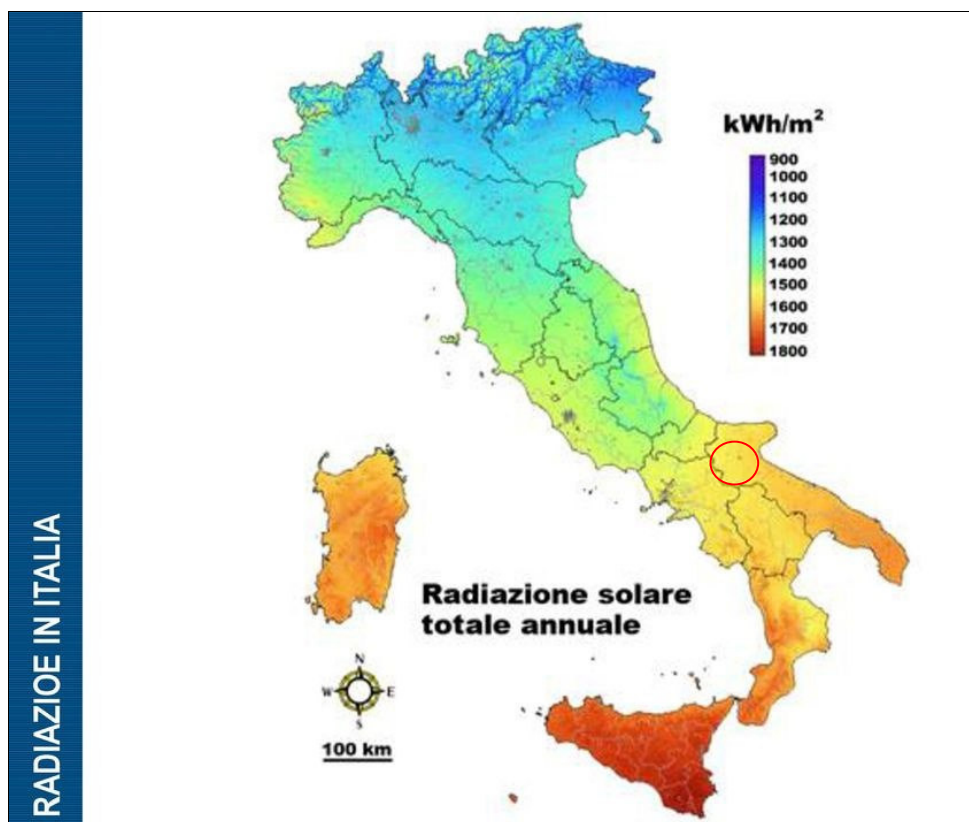 RADIAZIOE IN ITALIA
kWh/m²
900
1000
1100
1200
1300
1400
1500
1600
1700
1800
Radiazione solare
totale annuale
N
W E
S
100 km